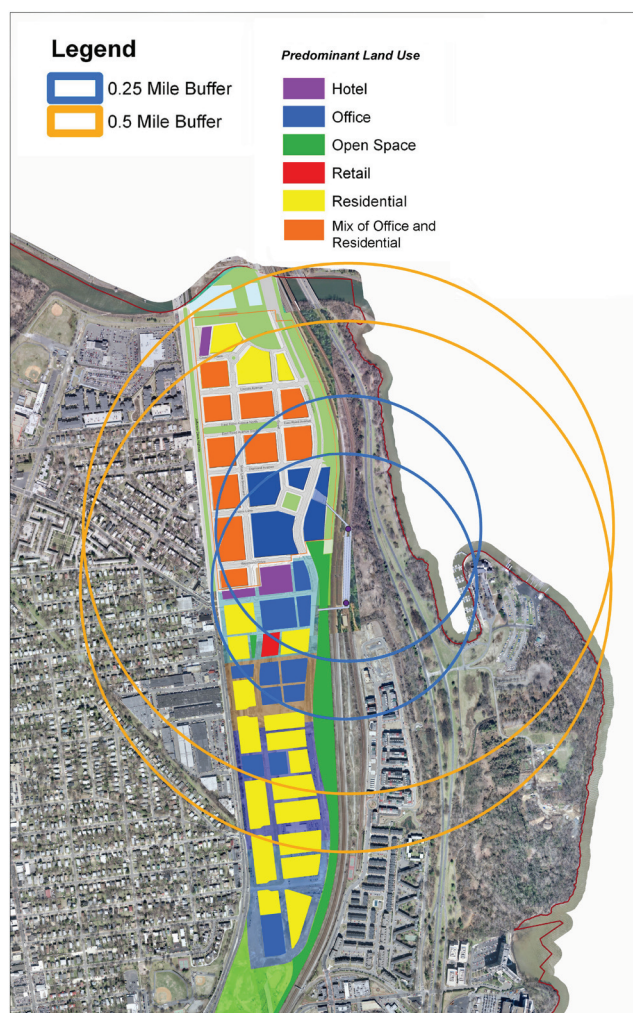 Legend
0.25 Mile Buffer
0.5 Mile Buffer
Predominant Land Use
Hotel
Office
Open Space
Retail
Residential
Mix of Office and
Residential